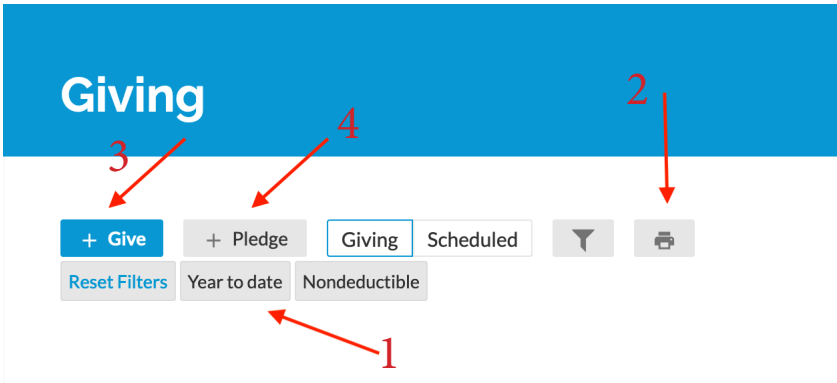 Giving
2
4
3
+ Give + Pledge Giving Scheduled
Reset Filters Year to date Nondeductible
1